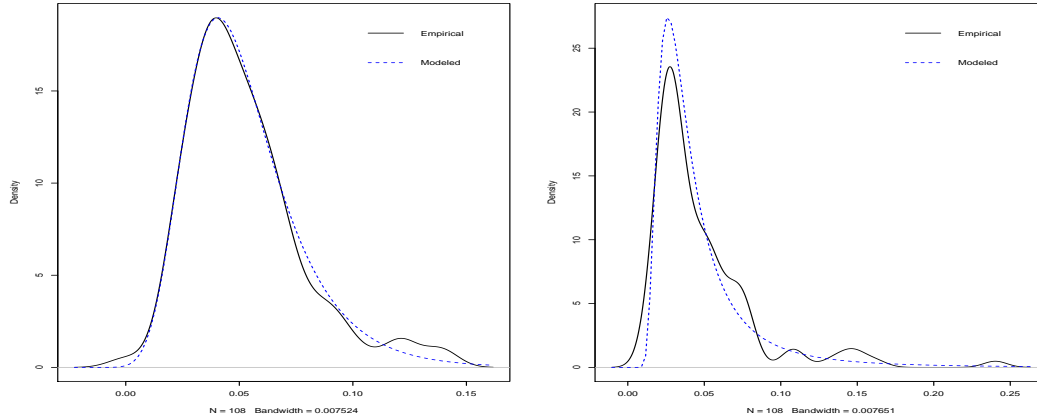 Empirical
Modeled
Density
0
5
10
15
0.00
0.05
0.10
0.15
N = 108 Bandwidth = 0.007524
Empirical
Modeled
Density
0
5
10
15
20
25
0.00
0.05
0.10
0.15
0.20
0.25
N = 108 Bandwidth = 0.007651